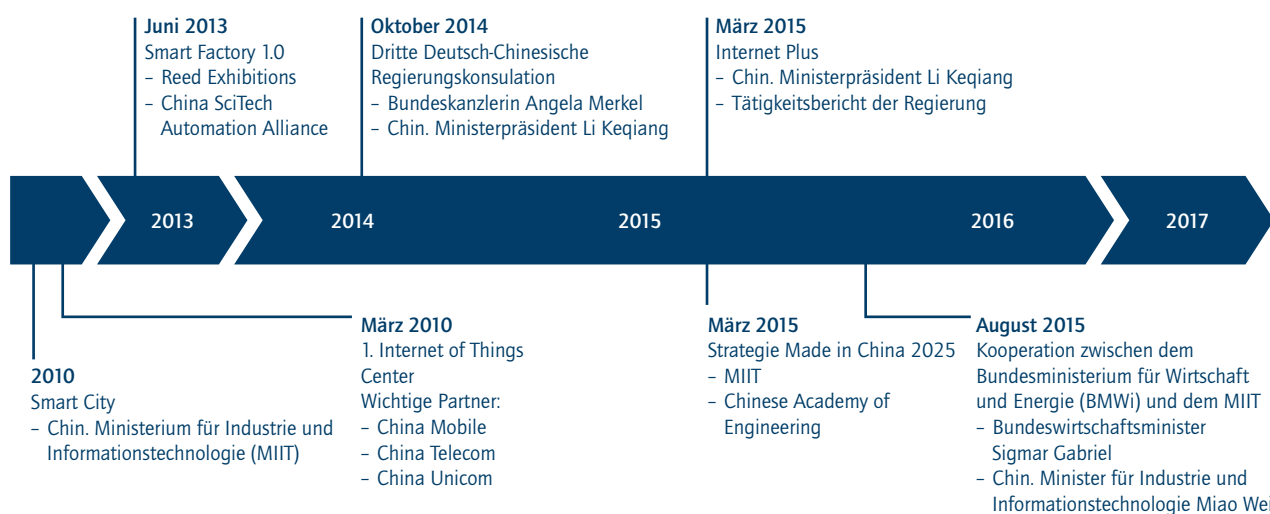 Juni 2013
Smart Factory 1.0
– Reed Exhibitions
– China SciTech
Automation Alliance
Oktober 2014
Dritte Deutsch-Chinesische
Regierungskonsulation
– Bundeskanzlerin Angela Merkel
– Chin. Ministerpräsident Li Keqiang
März 2015
Internet Plus
– Chin. Ministerpräsident Li Keqiang
– Tätigkeitsbericht der Regierung
2013
2014
2015
2016
2017
2010
Smart City
– Chin. Ministerium für Industrie und
Informationstechnologie (MIIT)
März 2010
1. Internet of Things
Center
Wichtige Partner:
– China Mobile
– China Telecom
– China Unicom
März 2015
Strategie Made in China 2025
– MIIT
– Chinese Academy of
Engineering
August 2015
Kooperation zwischen dem
Bundesministerium für Wirtschaft
und Energie (BMWi) und dem MIIT
– Bundeswirtschaftsminister
Sigmar Gabriel
– Chin. Minister für Industrie und
Informationstechnologie Miao Wei